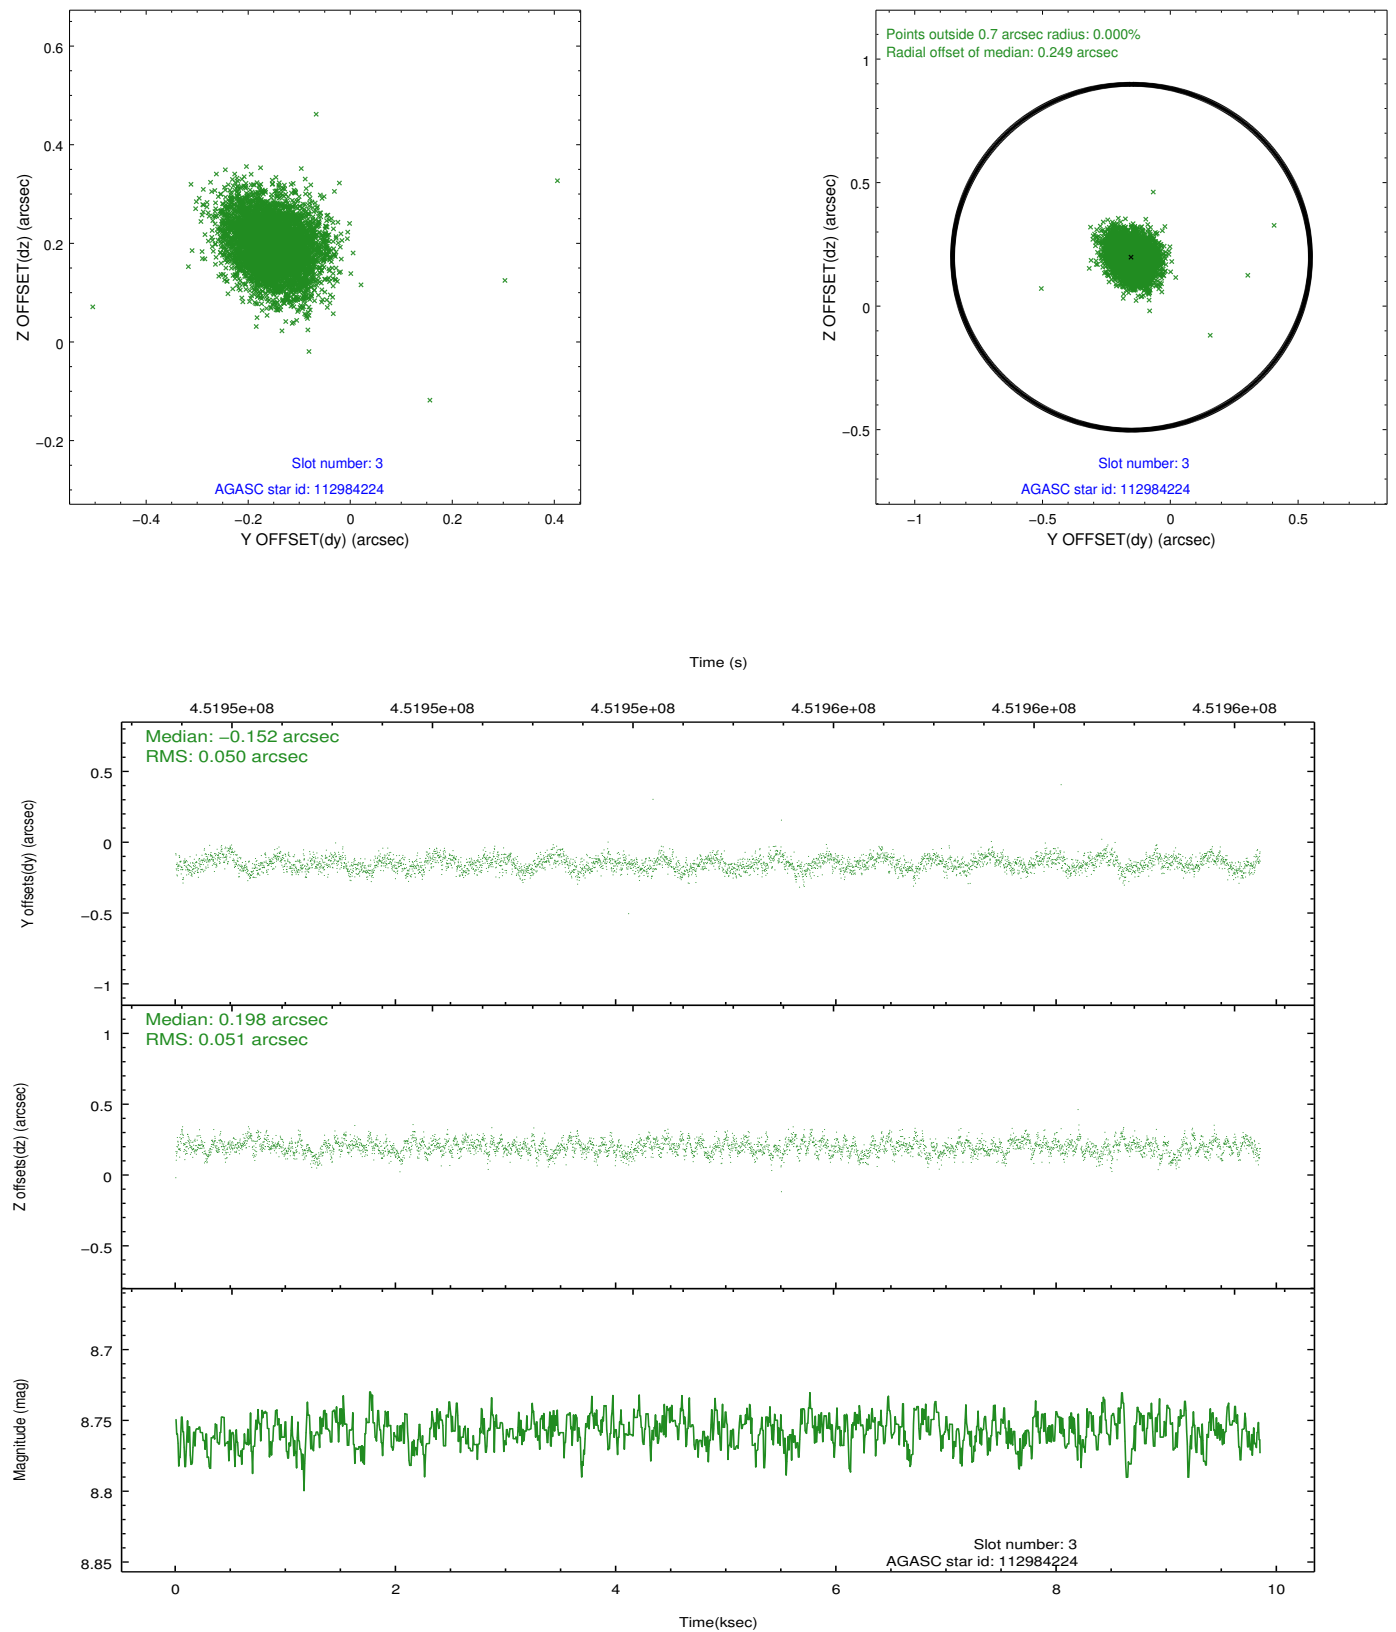 0.6
0.4
0.2
0
−0.2
Z OFFSET(dz) (arcsec)
Slot number: 3
AGASC star id: 112984224
−0.4 −0.2 0 0.2 0.4
Y OFFSET(dy) (arcsec)
Points outside 0.7 arcsec radius: 0.000%
Radial offset of median: 0.249 arcsec
1
0.5
0
−0.5
Z OFFSET(dz) (arcsec)
Slot number: 3
AGASC star id: 112984224
−1 −0.5 0 0.5
Y OFFSET(dy) (arcsec)
Time (s)
4.5195e+08 4.5195e+08 4.5195e+08 4.5196e+08 4.5196e+08 4.5196e+08
Median: −0.152 arcsec
RMS: 0.050 arcsec
0.5
0
−0.5
−1
Y offsets(dy) (arcsec)
Median: 0.198 arcsec
RMS: 0.051 arcsec
1
0.5
0
−0.5
Z offsets(dz) (arcsec)
8.7
8.75
8.8
8.85
Magnitude (mag)
Slot number: 3
AGASC star id: 112984224
0 2 4 6 8 10
Time(ksec)